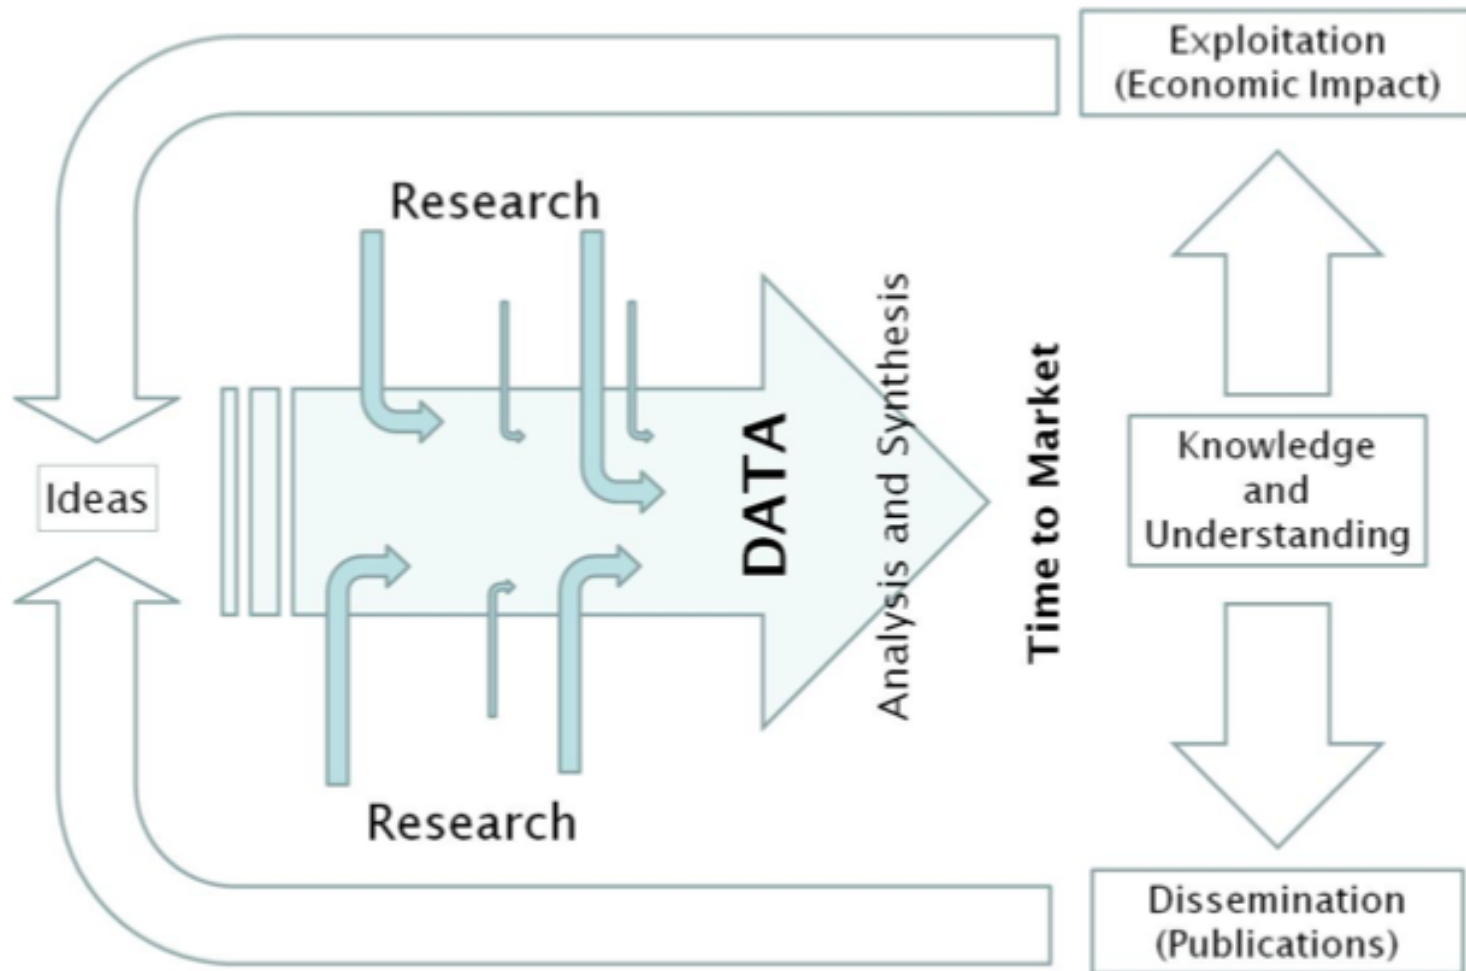 Exploitation
(Economic Impact)
Research
Ideas
DATA
Analysis and Synthesis
Time to Market
Knowledge
and
Understanding
Research
Dissemination
(Publications)